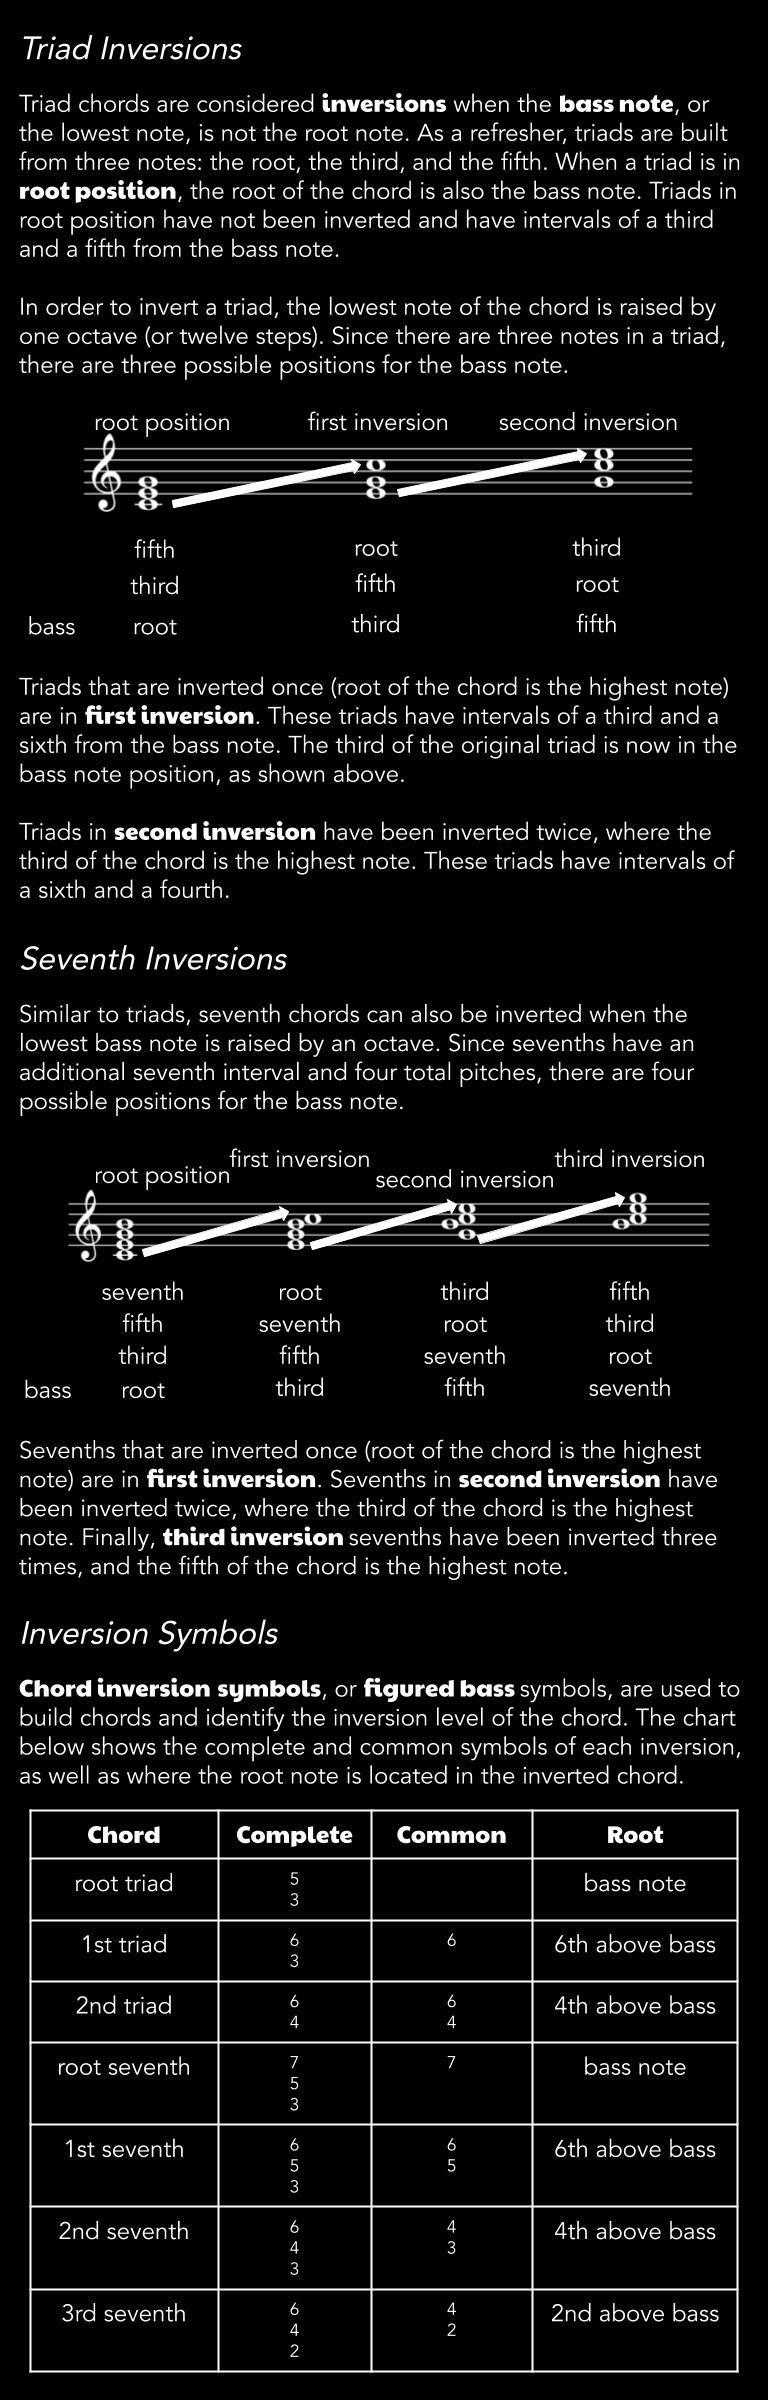 Triad Inversions
Triad chords are considered inversions when the bass note, or
the lowest note, is not the root note. As a refresher, triads are built
from three notes: the root, the third, and the fifth. When a triad is in
root position, the root of the chord is also the bass note. Triads in
root position have not been inverted and have intervals of a third
and a fifth from the bass note.
In order to invert a triad, the lowest note of the chord is raised by
one octave (or twelve steps). Since there are three notes in a triad,
there are three possible positions for the bass note.
root position first inversion second inversion
fifth root third
third fifth root
bass root third fifth
Triads that are inverted once (root of the chord is the highest note)
are in first inversion. These triads have intervals of a third and a
sixth from the bass note. The third of the original triad is now in the
bass note position, as shown above.
Triads in second inversion have been inverted twice, where the
third of the chord is the highest note. These triads have intervals of
a sixth and a fourth.
Seventh Inversions
Similar to triads, seventh chords can also be inverted when the
lowest bass note is raised by an octave. Since sevenths have an
additional seventh interval and four total pitches, there are four
possible positions for the bass note.
root position first inversion second inversion third inversion
seventh root third fifth
fifth seventh root third
third fifth seventh root
bass root third fifth seventh
Sevenths that are inverted once (root of the chord is the highest
note) are in first inversion. Sevenths in second inversion have
been inverted twice, where the third of the chord is the highest
note. Finally, third inversion sevenths have been inverted three
times, and the fifth of the chord is the highest note.
Inversion Symbols
Chord inversion symbols, or figured bass symbols, are used to
build chords and identify the inversion level of the chord. The chart
below shows the complete and common symbols of each inversion,
as well as where the root note is located in the inverted chord.
Chord Complete Common Root
root triad 5 bass note
3
1st triad 6 6 6th above bass
3
2nd triad 6 6 4th above bass
4 4
root seventh 7 7 bass note
5
3
1st seventh 6 6 6th above bass
5 5
3
2nd seventh 6 4 4th above bass
4 3
3
3rd seventh 6 4 2nd above bass
4 2
2